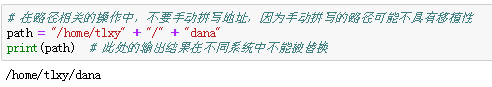 # 在路径相关的操作中，不要手动拼写地址，因为手动拼写的路径可能不具有移植性
path = "/home/tlxy" + "/" + "dana"
print(path)  # 此处的输出结果在不同系统中不能被替换
/home/tlxy/dana